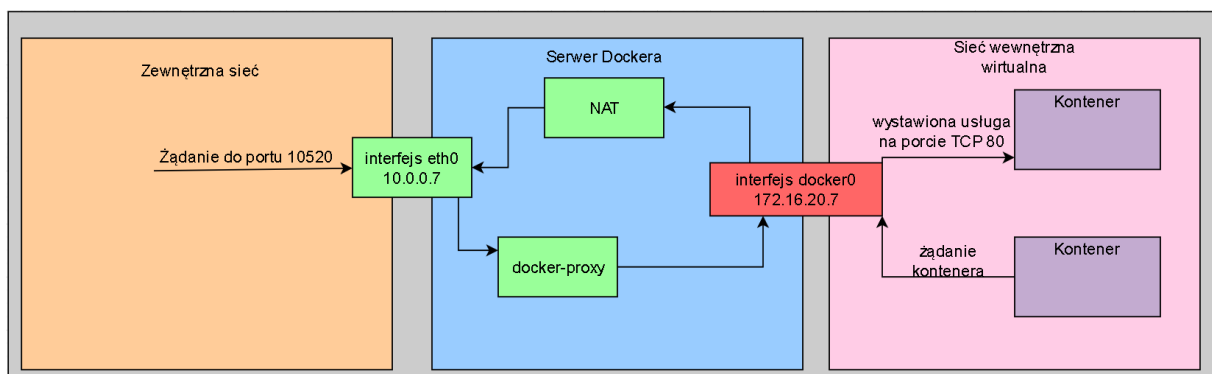 Zewnętrzna sieć
Żądanie do portu 10520
interfejs eth0
10.0.0.7
Serwer Dockera
NAT
docker-proxy
interfejs docker0
172.16.20.7
Sieć wewnętrzna
wirtualna
Kontener
wystawiona usługa
na porcie TCP 80
Kontener
żądanie
kontenera